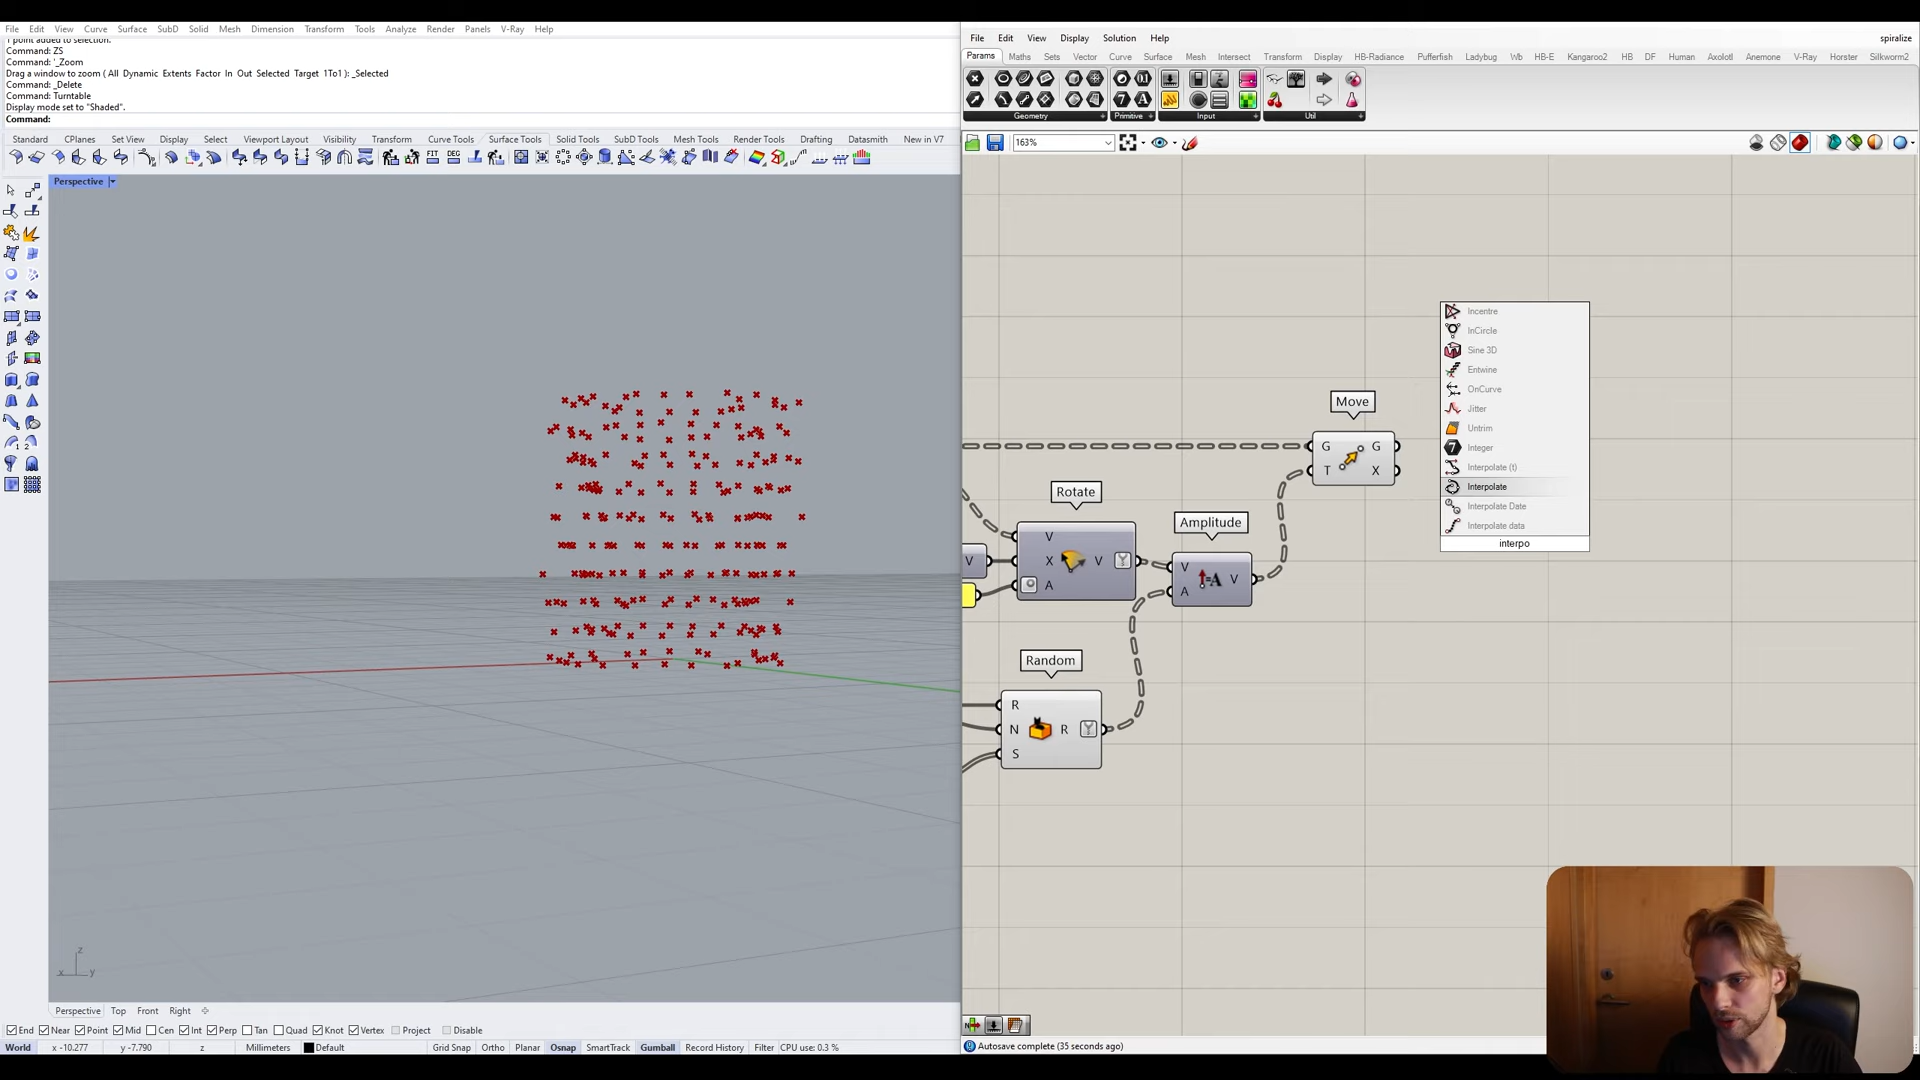 File Edit View Curve Surface SubD Solid Mesh Dimension Transform Tools Analyze Render Panels V-Ray Help
1 point added to selection.
Command: ZS
Command: '_Zoom
Drag a window to zoom ( All Dynamic Extents Factor In Out Selected Target 1To1 ): _Selected
Command: _Delete
Command: Turntable
Display mode set to "Shaded".
Command:
Standard CPlanes Set View Display Select Viewport Layout Visibility Transform Curve Tools Surface Tools Solid Tools SubD Tools Mesh Tools Render Tools Drafting Datasmith New in V7
Perspective
z
x y
Perspective Top Front Right
End Near Point Mid Cen Int Perp Tan Quad Knot Vertex Project Disable
World x -10.277 y -7.790 z Millimeters Default Grid Snap Ortho Planar Osnap SmartTrack Gumball Record History Filter CPU use: 0.3 %
File Edit View Display Solution Help spiralize
Params Maths Sets Vector Curve Surface Mesh Intersect Transform Display HB-Radiance Pufferfish Ladybug Wb HB-E Kangaroo2 HB DF Human Axolotl Anemone V-Ray Horster Silkworm2
Geometry Primitive Input Util
163%
Incentre
InCircle
Sine 3D
Entwine
OnCurve
Jitter
Untrim
Integer
Interpolate (t)
Interpolate
Interpolate Date
Interpolate data
interpo
Move
G G
T X
Rotate
V
X V
A
V
Amplitude
V
A V
=A
Random
R
N R
S
Autosave complete (35 seconds ago)